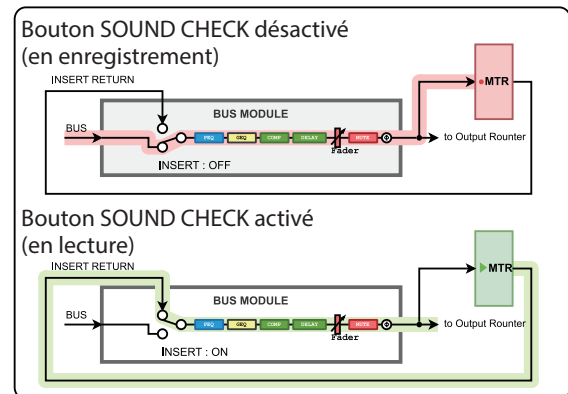 Bouton SOUND CHECK désactivé
(en enregistrement)
INSERT RETURN
MTR
BUS MODULE
BUS
PEQ GEQ COMP DELAY MUTE Φ
to Output Rounter
Fader
INSERT : OFF
Bouton SOUND CHECK activé
(en lecture)
INSERT RETURN
MTR
BUS MODULE
BUS
PEQ GEQ COMP DELAY MUTE Φ
to Output Rounter
Fader
INSERT : ON